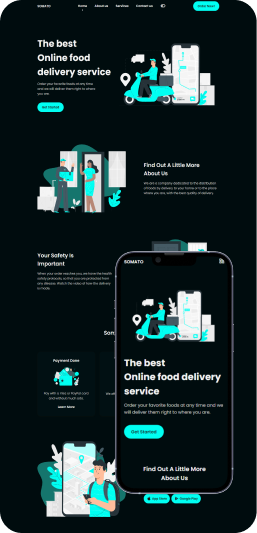 SOMATO
Home About us Services Contact us
The best
Online food
delivery service
Order your favorite foods at any time
and we will deliver them right to where
you are.
Get Started
Find Out A Little More
About Us
We are a company dedicated to the distribution
of foods by delivery to your home or to the place
where you are, with the best quality of delivery.
Your Safety is
Important
When your order reaches you, we have the health
safety protocols, so that you are protected from
any disease. Watch the video of how the delivery
is made.
Som
Payment Done
Pay with a Visa or PayPal card
and without much ado.
Learn More
SOMATO
The best
Online food delivery
service
Order your favorite foods at any time and we
will deliver them right to where you are.
Get Started
Find Out A Little More
About Us
App Store
Google Play